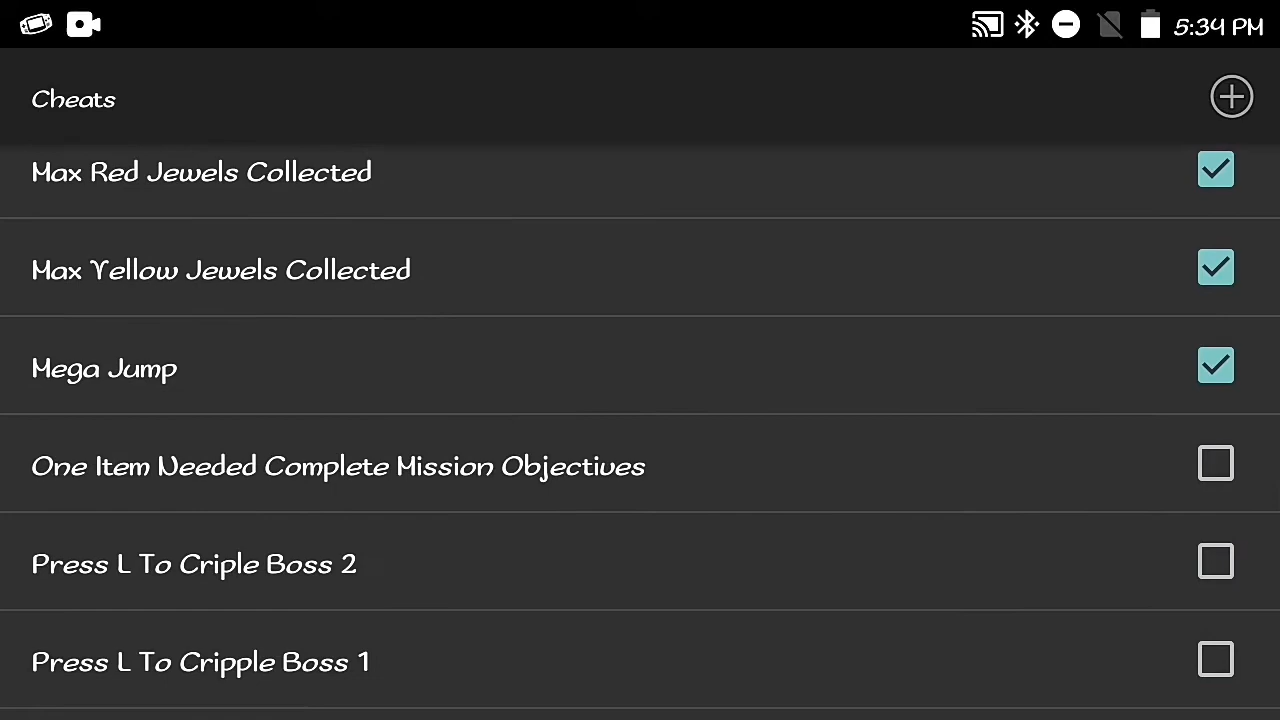 5:34 PM
Cheats
Max Red Jewels Collected
Max Yellow Jewels Collected
Mega Jump
One Item Needed Complete Mission Objectives
Press L To Criple Boss 2
Press L To Cripple Boss 1